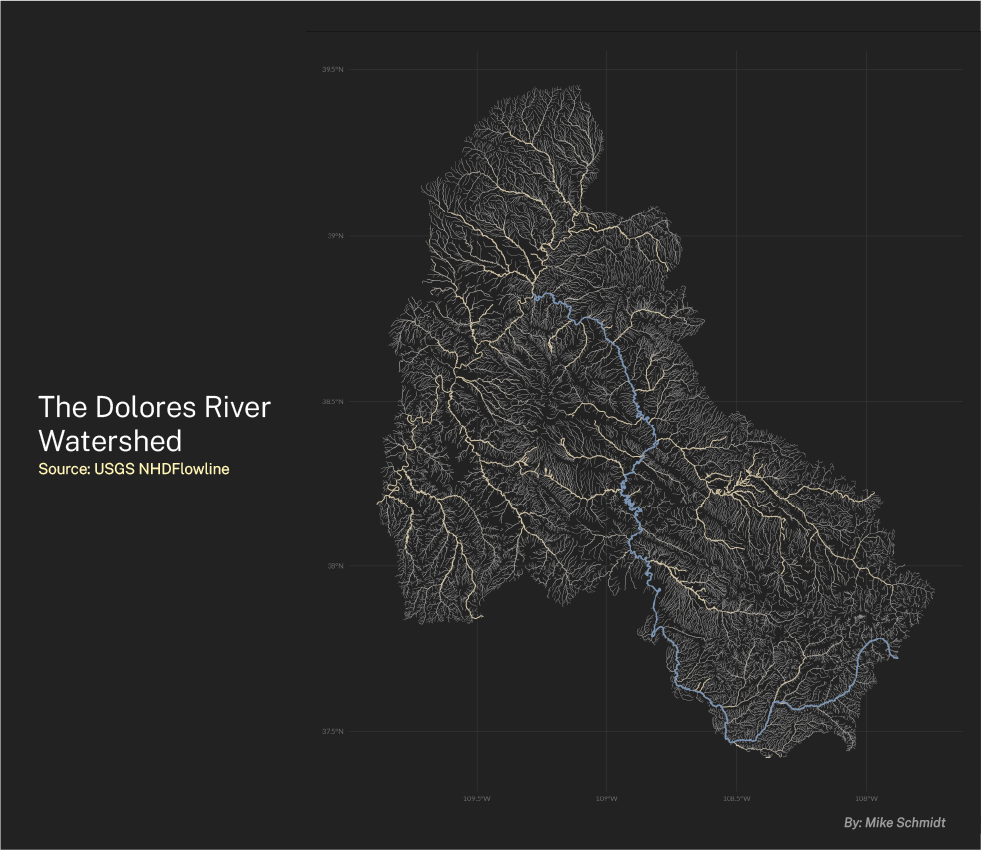 39.5°N
39°N
38.5°N
The Dolores River
Watershed
Source: USGS NHDFlowline
38°N
37.5°N
109.5°W
109°W
108.5°W
108°W
By: Mike Schmidt